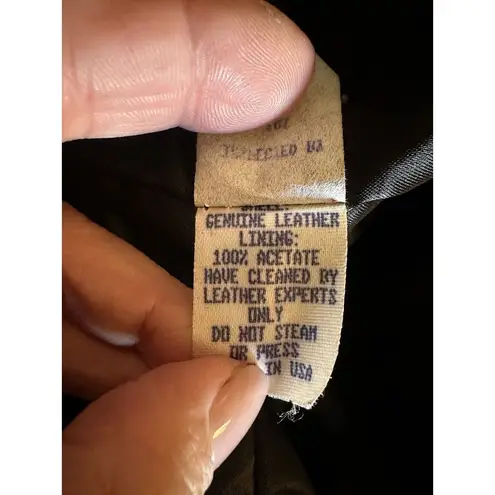 SHELL:
GENUINE LEATHER
LINING:
100% ACETATE
HAVE CLEANED BY
LEATHER EXPERTS
ONLY
DO NOT STEAM
OR PRESS
IN USA